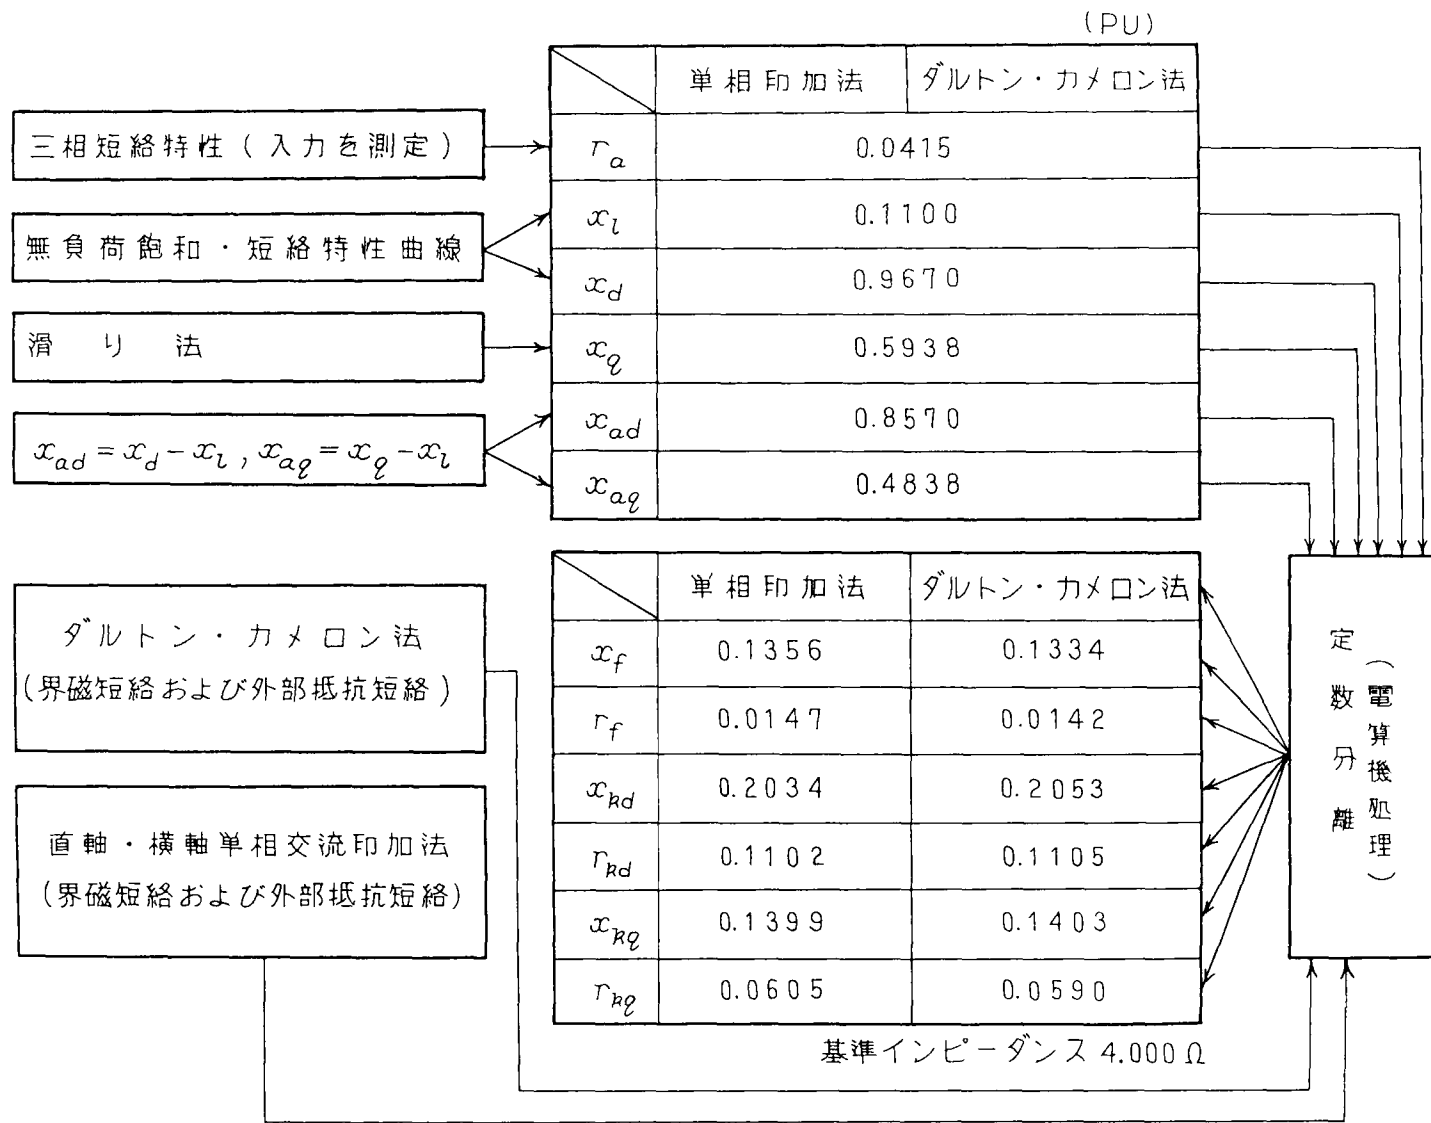 (PU)
単相印加法 ダルトン・カメロン法
三相短絡特性(入力を測定)
r_a 0.0415
無負荷飽和・短絡特性曲線
x_l 0.1100
x_d 0.9670
滑り法
x_q 0.5938
x_ad = x_d - x_l , x_aq = x_q - x_l
x_ad 0.8570
x_aq 0.4838
単相印加法 ダルトン・カメロン法
x_f 0.1356 0.1334
r_f 0.0147 0.0142
x_kd 0.2034 0.2053
r_kd 0.1102 0.1105
x_kq 0.1399 0.1403
r_kq 0.0605 0.0590
基準インピーダンス 4.000Ω
ダルトン・カメロン法
(界磁短絡および外部抵抗短絡)
直軸・横軸単相交流印加法
(界磁短絡および外部抵抗短絡)
定数分離
(電算機処理)